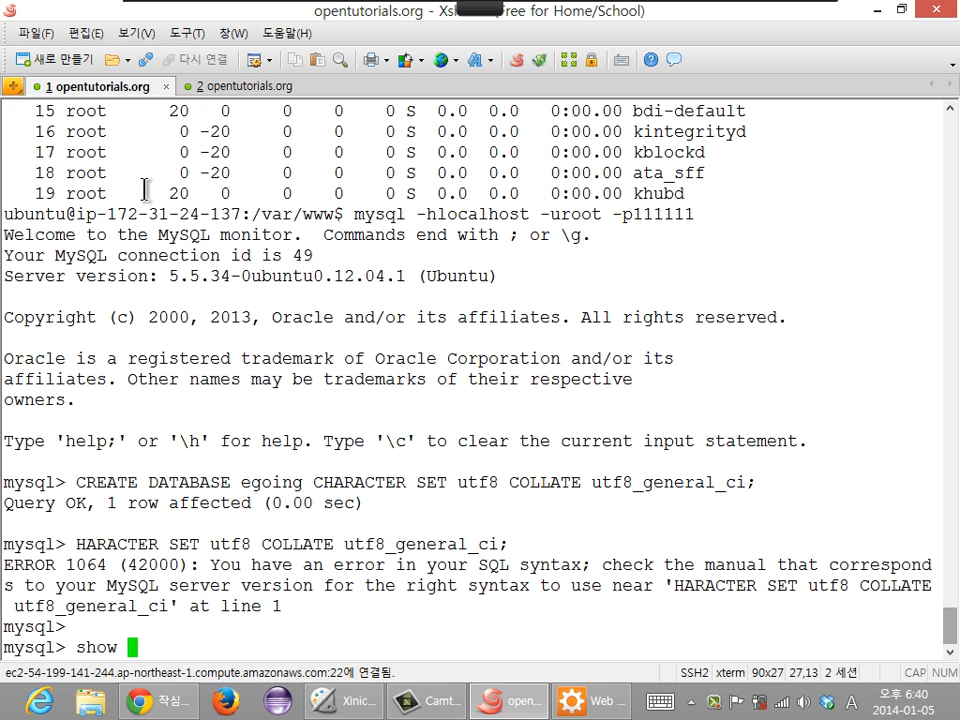 opentutorials.org - Xs
Free for Home/School)
파일(F) 편집(E) 보기(V) 도구(T) 창(W) 도움말(H)
새로 만들기 다시 연결
1 opentutorials.org × 2 opentutorials.org
15 root 20 0 0 0 0 S 0.0 0.0 0:00.00 bdi-default
16 root 0 -20 0 0 0 S 0.0 0.0 0:00.00 kintegrityd
17 root 0 -20 0 0 0 S 0.0 0.0 0:00.00 kblockd
18 root 0 -20 0 0 0 S 0.0 0.0 0:00.00 ata_sff
19 root 20 0 0 0 0 S 0.0 0.0 0:00.00 khubd
ubuntu@ip-172-31-24-137:/var/www$ mysql -hlocalhost -uroot -p111111
Welcome to the MySQL monitor.  Commands end with ; or \g.
Your MySQL connection id is 49
Server version: 5.5.34-0ubuntu0.12.04.1 (Ubuntu)
Copyright (c) 2000, 2013, Oracle and/or its affiliates. All rights reserved.
Oracle is a registered trademark of Oracle Corporation and/or its
affiliates. Other names may be trademarks of their respective
owners.
Type 'help;' or '\h' for help. Type '\c' to clear the current input statement.
mysql> CREATE DATABASE egoing CHARACTER SET utf8 COLLATE utf8_general_ci;
Query OK, 1 row affected (0.00 sec)
mysql> HARACTER SET utf8 COLLATE utf8_general_ci;
ERROR 1064 (42000): You have an error in your SQL syntax; check the manual that correspond
s to your MySQL server version for the right syntax to use near 'HARACTER SET utf8 COLLATE
utf8_general_ci' at line 1
mysql>
mysql> show
ec2-54-199-141-244.ap-northeast-1.compute.amazonaws.com:22에 연결됨. SSH2 xterm 90x27 27,13 2 세션 CAP NUM
작심... Xinic... Camt... open... Web ... A 오후 6:40
2014-01-05